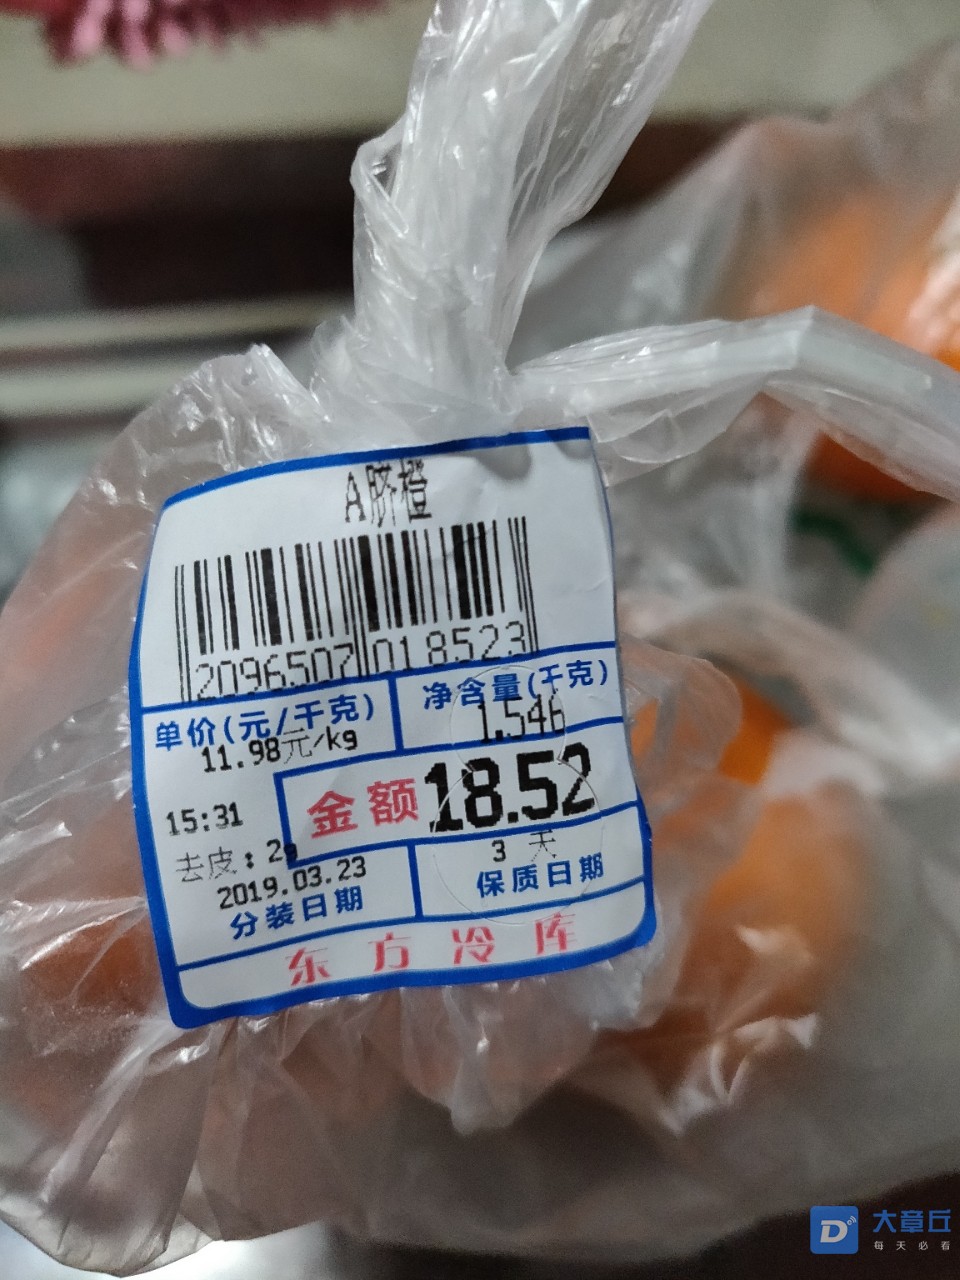 A脐橙
2096507018523
单价(元/千克)
11.98元/kg
净含量(千克)
1.546
金额 18.52
15:31
去皮：2g
2019.03.23
分装日期
3 天
保质日期
东方冷库
D
大章丘
每天必看